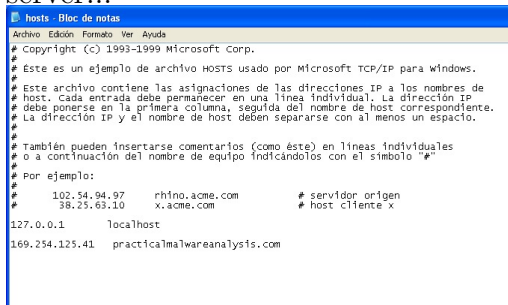 server...
hosts - Bloc de notas
Archivo Edición Formato Ver Ayuda
# Copyright (c) 1993-1999 Microsoft Corp.
#
# Éste es un ejemplo de archivo HOSTS usado por Microsoft TCP/IP para Windows.
#
# Este archivo contiene las asignaciones de las direcciones IP a los nombres de
# host. Cada entrada debe permanecer en una línea individual. La dirección IP
# debe ponerse en la primera columna, seguida del nombre de host correspondiente.
# La dirección IP y el nombre de host deben separarse con al menos un espacio.
#
#
# También pueden insertarse comentarios (como éste) en líneas individuales
# o a continuación del nombre de equipo indicándolos con el símbolo "#"
#
# Por ejemplo:
#
# 102.54.94.97 rhino.acme.com # servidor origen
# 38.25.63.10 x.acme.com # host cliente x
127.0.0.1 localhost
169.254.125.41 practicalmalwareanalysis.com